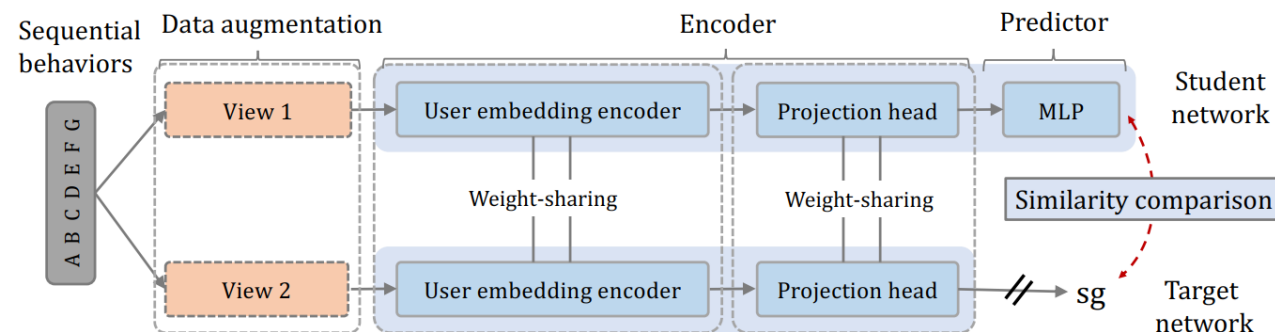 Sequential
behaviors
Data augmentation
Encoder
Predictor
A B C D E F G
View 1
User embedding encoder
Projection head
MLP
Student
network
Weight-sharing
Weight-sharing
Similarity comparison
View 2
User embedding encoder
Projection head
sg
Target
network